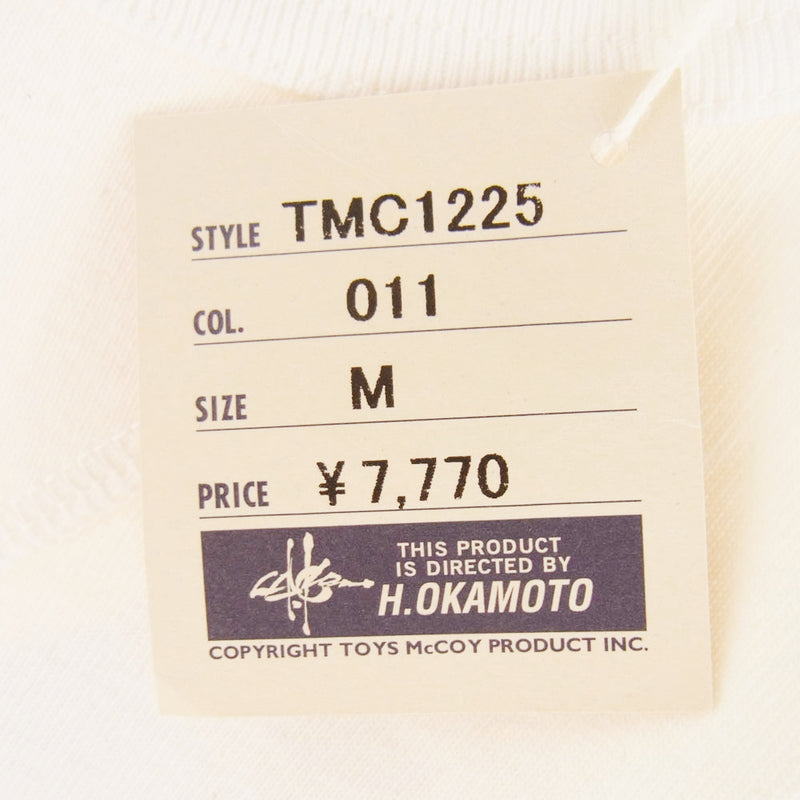 STYLE TMC1225
COL. 011
SIZE M
PRICE ¥7,770
THIS PRODUCT
IS DIRECTED BY
H.OKAMOTO
COPYRIGHT TOYS McCOY PRODUCT INC.